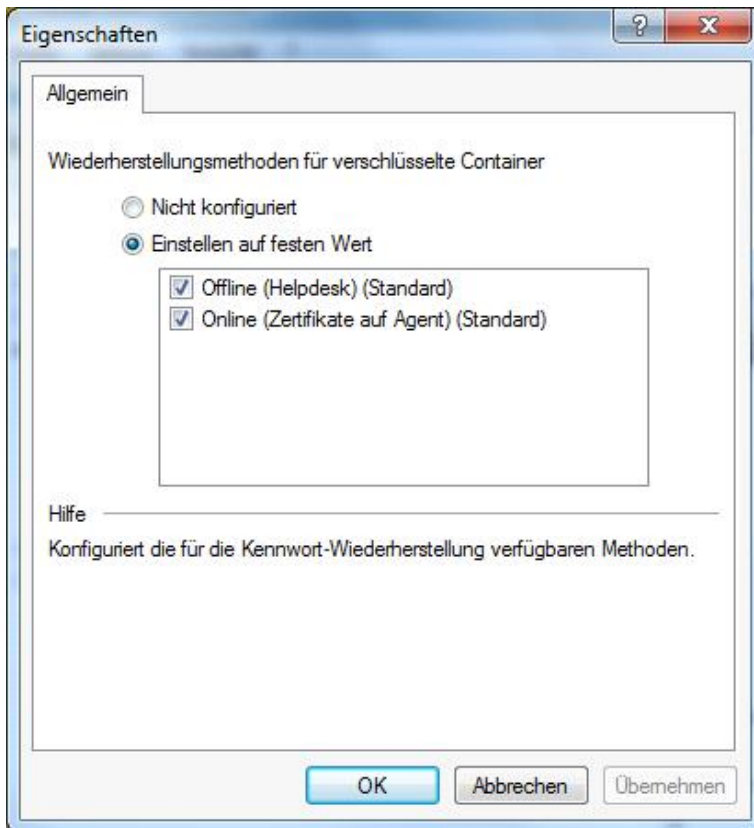 Eigenschaften
?
X
Allgemein
Wiederherstellungsmethoden für verschlüsselte Container
Nicht konfiguriert
Einstellen auf festen Wert
Offline (Helpdesk) (Standard)
Online (Zertifikate auf Agent) (Standard)
Hilfe
Konfiguriert die für die Kennwort-Wiederherstellung verfügbaren Methoden.
OK
Abbrechen
Übernehmen